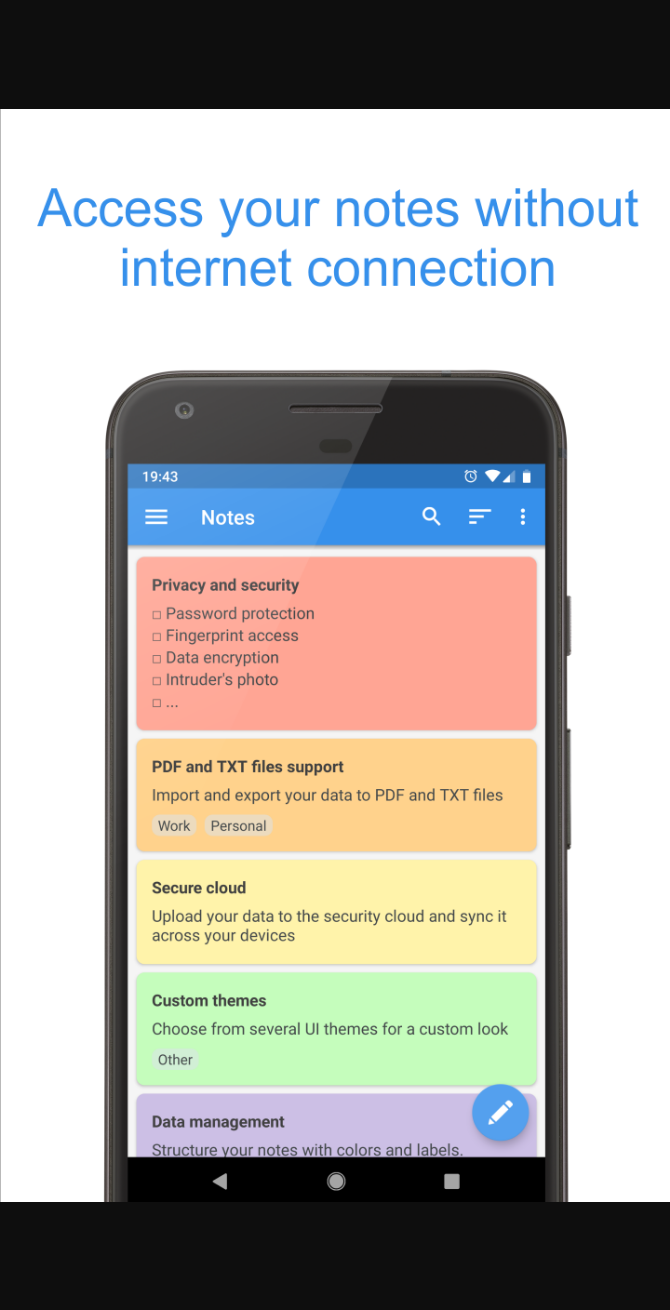 Access your notes without
internet connection
19:43
Notes
Privacy and security
□ Password protection
□ Fingerprint access
□ Data encryption
□ Intruder's photo
□ ...
PDF and TXT files support
Import and export your data to PDF and TXT files
Work Personal
Secure cloud
Upload your data to the security cloud and sync it
across your devices
Custom themes
Choose from several UI themes for a custom look
Other
Data management
Structure your notes with colors and labels.